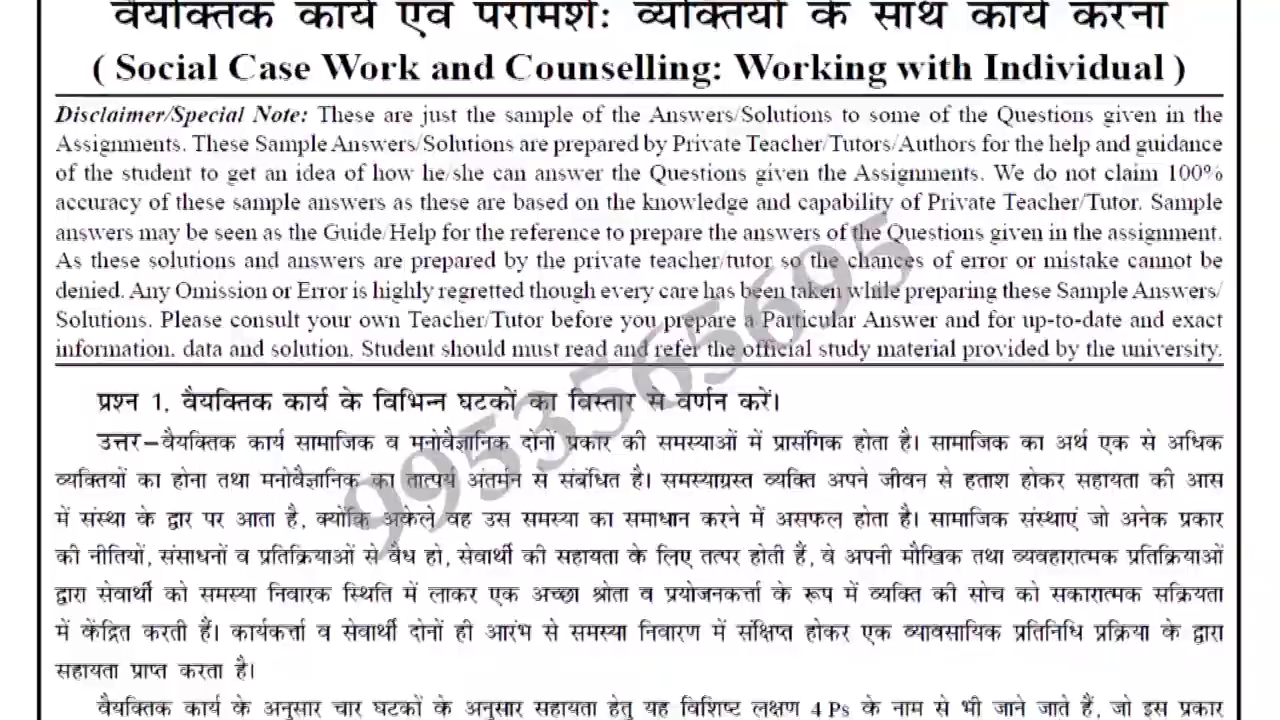 वैयक्तिक कार्य एवं परामर्श: व्यक्तियों के साथ कार्य करना
( Social Case Work and Counselling: Working with Individual )
Disclaimer/Special Note: These are just the sample of the Answers/Solutions to some of the Questions given in the
Assignments. These Sample Answers/Solutions are prepared by Private Teacher/Tutors/Authors for the help and guidance
of the student to get an idea of how he/she can answer the Questions given the Assignments. We do not claim 100%
accuracy of these sample answers as these are based on the knowledge and capability of Private Teacher/Tutor. Sample
answers may be seen as the Guide/Help for the reference to prepare the answers of the Questions given in the assignment.
As these solutions and answers are prepared by the private teacher/tutor so the chances of error or mistake cannot be
denied. Any Omission or Error is highly regretted though every care has been taken while preparing these Sample Answers/
Solutions. Please consult your own Teacher/Tutor before you prepare a Particular Answer and for up-to-date and exact
information, data and solution. Student should must read and refer the official study material provided by the university.
प्रश्न 1. वैयक्तिक कार्य के विभिन्न घटकों का विस्तार से वर्णन करें।
उत्तर–वैयक्तिक कार्य सामाजिक व मनोवैज्ञानिक दोनों प्रकार की समस्याओं में प्रासंगिक होता है। सामाजिक का अर्थ एक से अधिक
व्यक्तियों का होना तथा मनोवैज्ञानिक का तात्पर्य अंतर्मन से संबंधित है। समस्याग्रस्त व्यक्ति अपने जीवन से हताश होकर सहायता की आस
में संस्था के द्वार पर आता है, क्योंकि अकेले वह उस समस्या का समाधान करने में असफल होता है। सामाजिक संस्थाएं जो अनेक प्रकार
की नीतियों, संसाधनों व प्रतिक्रियाओं से वैध हो, सेवार्थी की सहायता के लिए तत्पर होती हैं, वे अपनी मौखिक तथा व्यवहारात्मक प्रतिक्रियाओं
द्वारा सेवार्थी को समस्या निवारक स्थिति में लाकर एक अच्छा श्रोता व प्रयोजनकर्त्ता के रूप में व्यक्ति की सोच को सकारात्मक सक्रियता
में केंद्रित करती हैं। कार्यकर्त्ता व सेवार्थी दोनों ही आरंभ से समस्या निवारण में संक्षिप्त होकर एक व्यावसायिक प्रतिनिधि प्रक्रिया के द्वारा
सहायता प्राप्त करता है।
वैयक्तिक कार्य के अनुसार चार घटकों के अनुसार सहायता हेतु यह विशिष्ट लक्षण 4 Ps के नाम से भी जाने जाते हैं, जो इस प्रकार
9953565695